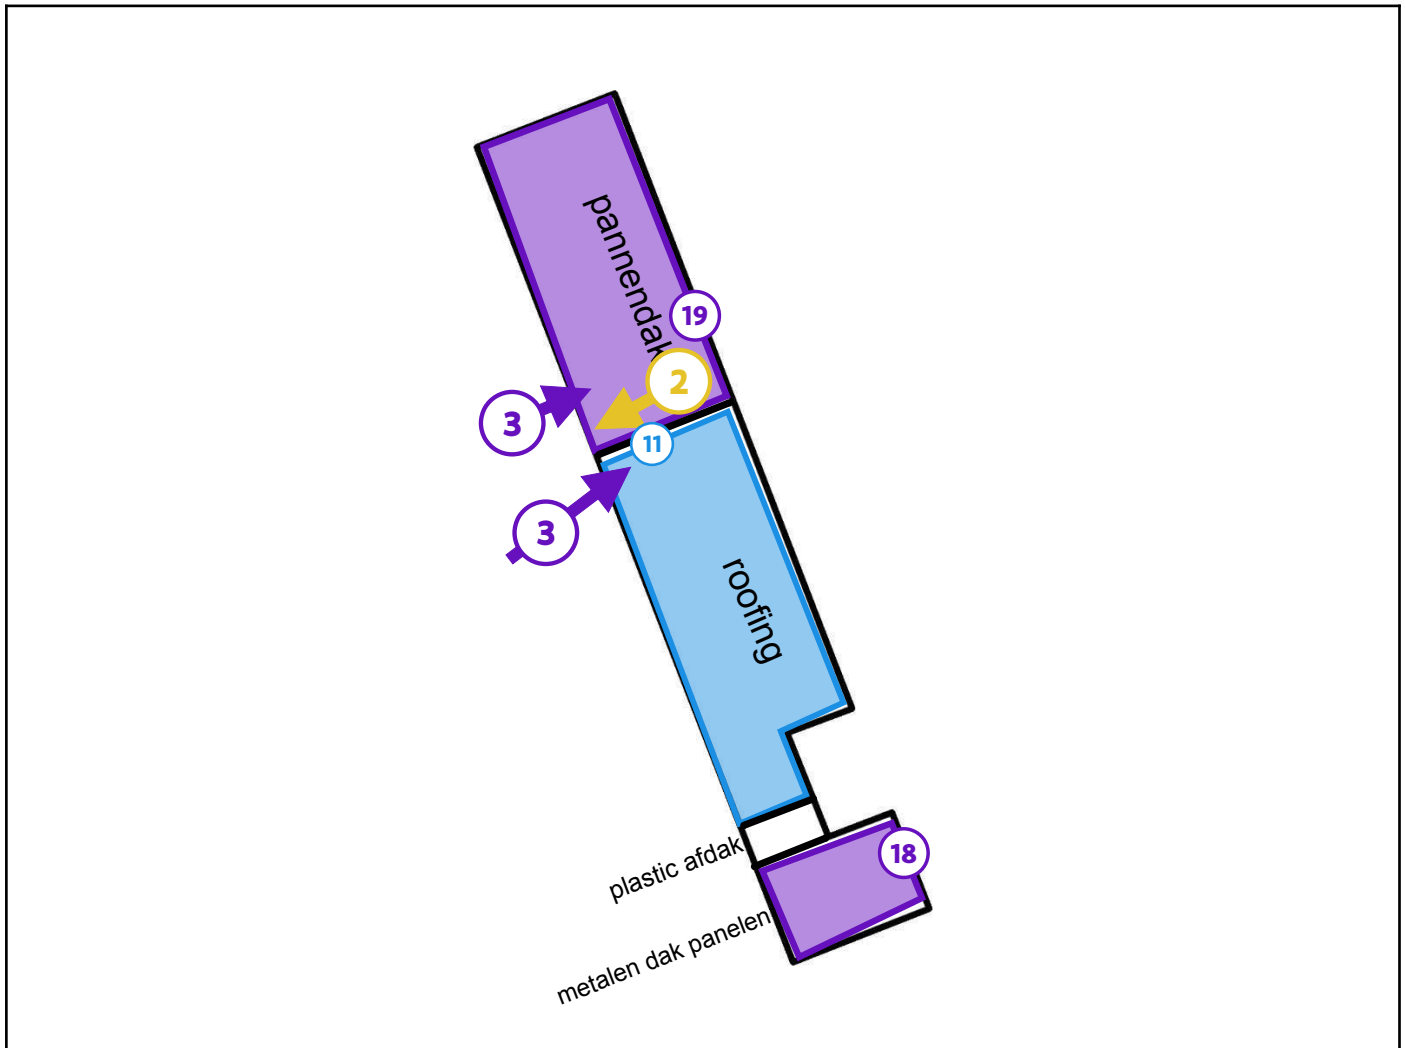 pannendak
19
2
3
11
3
roofing
plastic afdak
18
metalen dak panelen